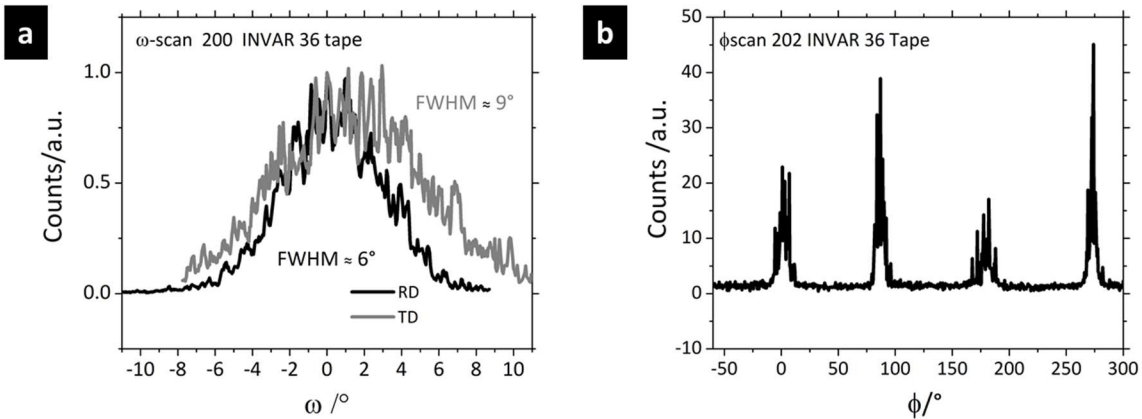 a
ω-scan 200 INVAR 36 tape
FWHM ≈ 9°
FWHM ≈ 6°
RD
TD
Counts/a.u.
1.0
0.5
0.0
-10 -8 -6 -4 -2 0 2 4 6 8 10
ω /°
b
ϕscan 202 INVAR 36 Tape
Counts /a.u.
50
40
30
20
10
0
-10
-50 0 50 100 150 200 250 300
ϕ/°